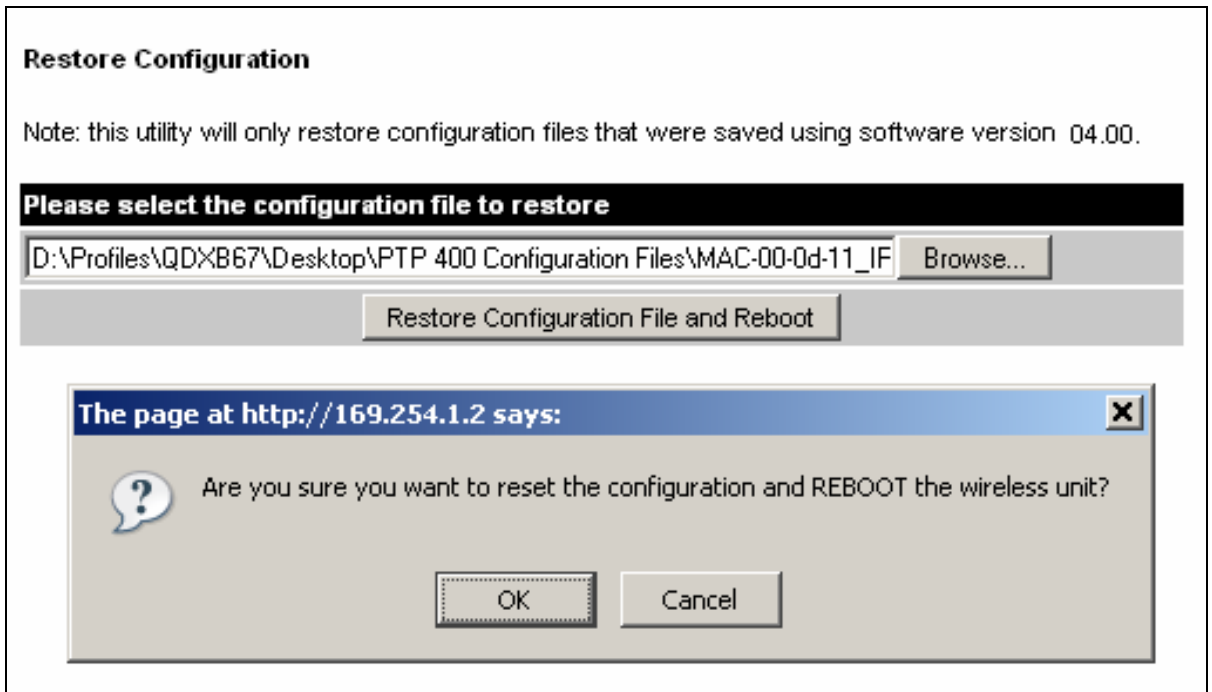 Restore Configuration
Note: this utility will only restore configuration files that were saved using software version 04.00.
Please select the configuration file to restore
D:\Profiles\QDXB67\Desktop\PTP 400 Configuration Files\MAC-00-0d-11_IF Browse...
Restore Configuration File and Reboot
The page at http://169.254.1.2 says:
Are you sure you want to reset the configuration and REBOOT the wireless unit?
OK Cancel